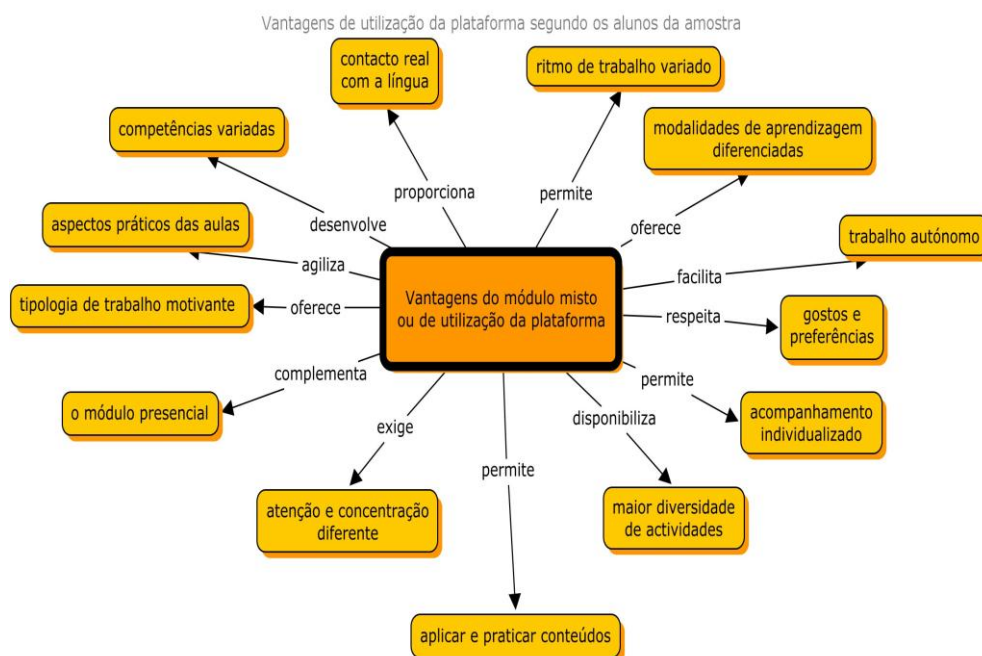 Vantagens de utilização da plataforma segundo os alunos da amostra
contacto real
com a língua
ritmo de trabalho variado
competências variadas
modalidades de aprendizagem
diferenciadas
proporciona
permite
desenvolve
oferece
aspectos práticos das aulas
trabalho autónomo
agiliza
facilita
tipologia de trabalho motivante
oferece
Vantagens do módulo misto
ou de utilização da plataforma
respeita
gostos e
preferências
complementa
permite
o módulo presencial
acompanhamento
individualizado
exige
disponibiliza
permite
atenção e concentração
diferente
maior diversidade
de actividades
aplicar e praticar conteúdos